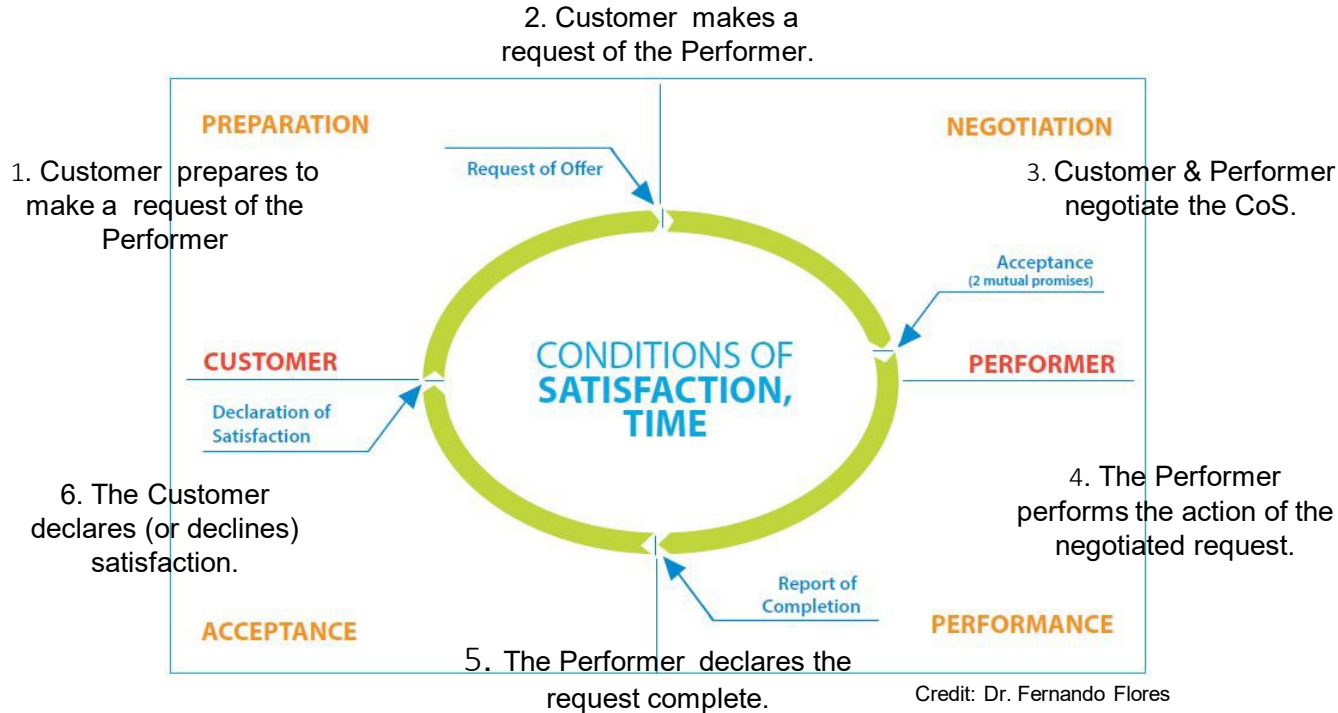 2. Customer makes a
request of the Performer.
PREPARATION
NEGOTIATION
Request of Offer
1. Customer prepares to
make a request of the
Performer
3. Customer & Performer
negotiate the CoS.
Acceptance
(2 mutual promises)
CUSTOMER
CONDITIONS OF
SATISFACTION,
TIME
PERFORMER
Declaration of
Satisfaction
6. The Customer
declares (or declines)
satisfaction.
4. The Performer
performs the action of the
negotiated request.
Report of
Completion
ACCEPTANCE
PERFORMANCE
5. The Performer declares the
request complete.
Credit: Dr. Fernando Flores